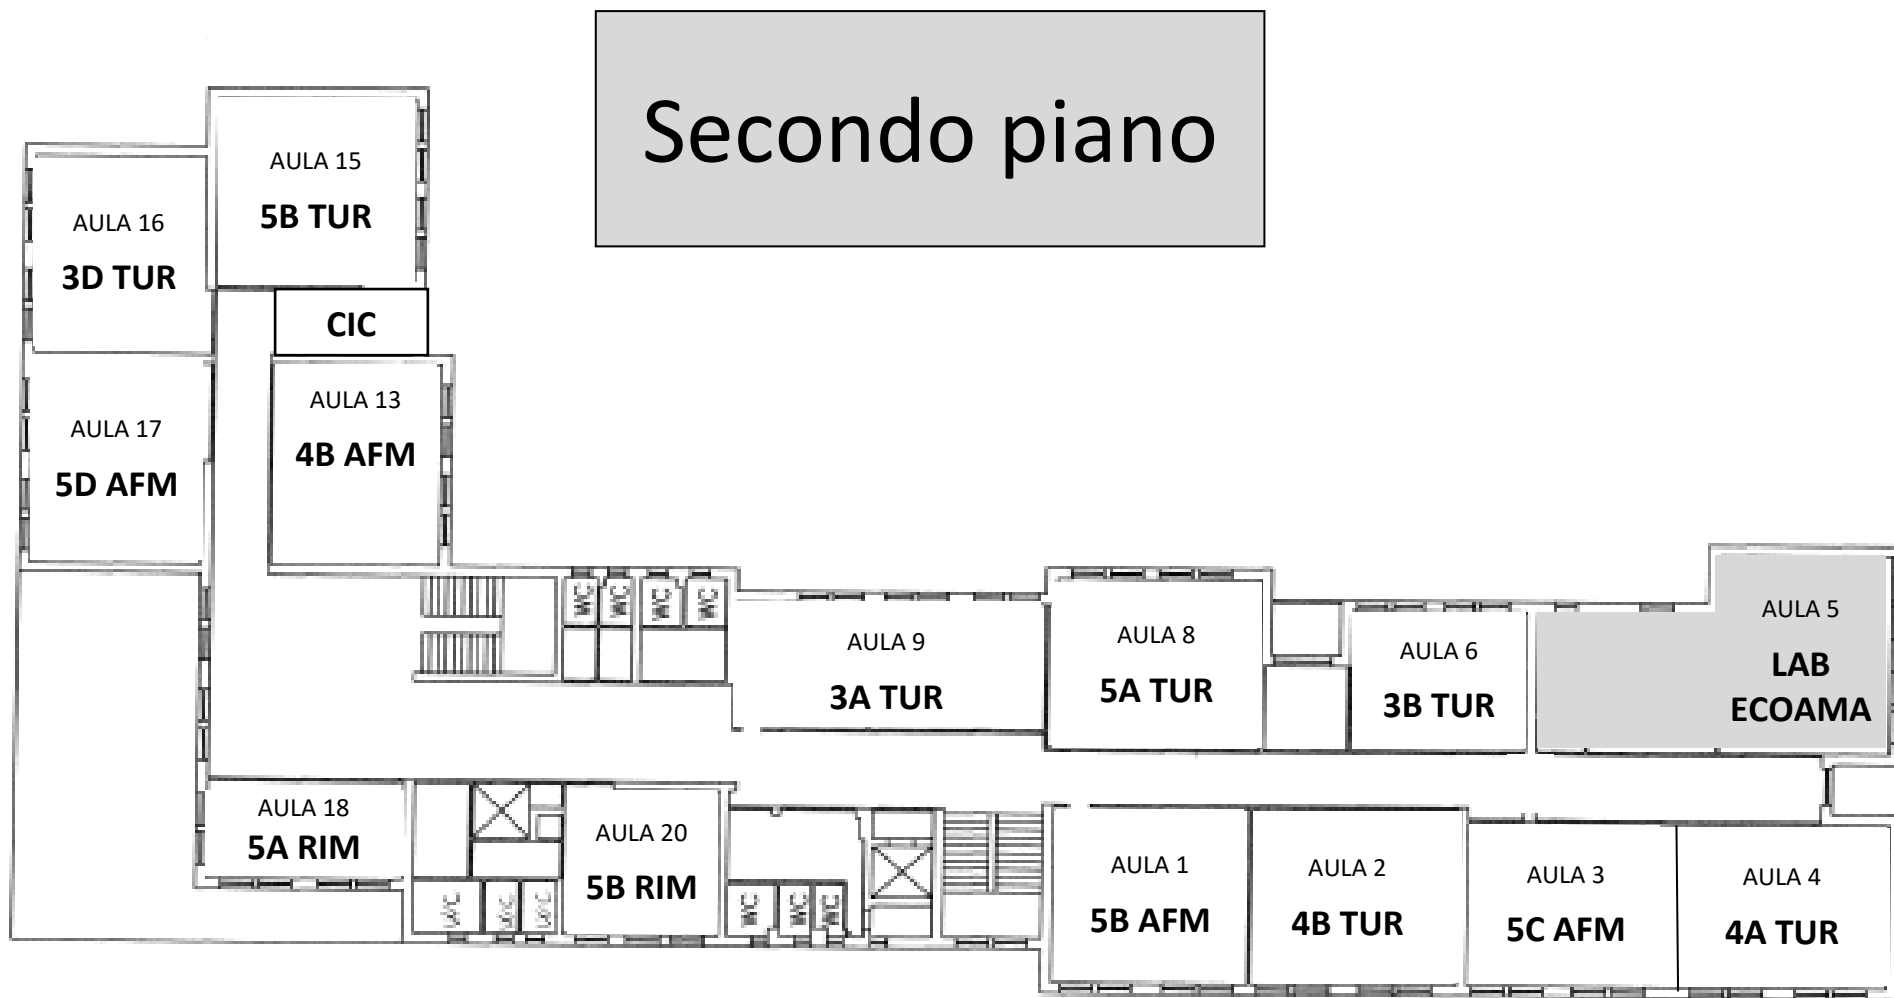 Secondo piano
AULA 15
5B TUR
AULA 16
3D TUR
CIC
AULA 13
4B AFM
AULA 17
5D AFM
WC
WC
WC
WC
AULA 9
3A TUR
AULA 8
5A TUR
AULA 6
3B TUR
AULA 5
LAB
ECOAMA
AULA 18
5A RIM
AULA 20
5B RIM
WC
WC
WC
WC
WC
WC
AULA 1
5B AFM
AULA 2
4B TUR
AULA 3
5C AFM
AULA 4
4A TUR